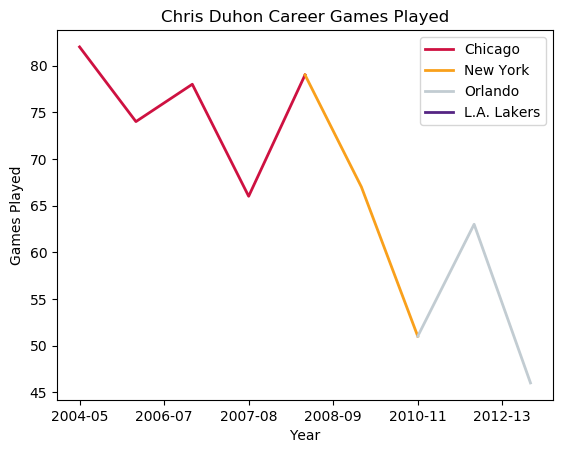 Chris Duhon Career Games Played
Chicago
New York
Orlando
L.A. Lakers
Games Played
80
75
70
65
60
55
50
45
2004-05 2006-07 2007-08 2008-09 2010-11 2012-13
Year